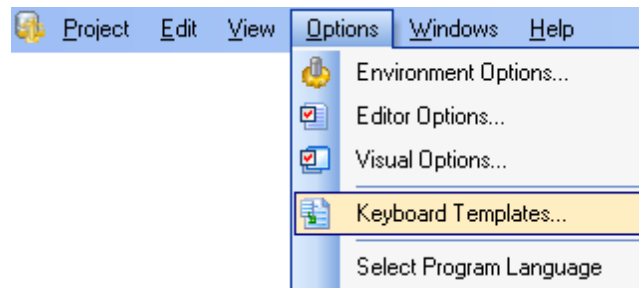 Project Edit View Options Windows Help
Environment Options...
Editor Options...
Visual Options...
Keyboard Templates...
Select Program Language